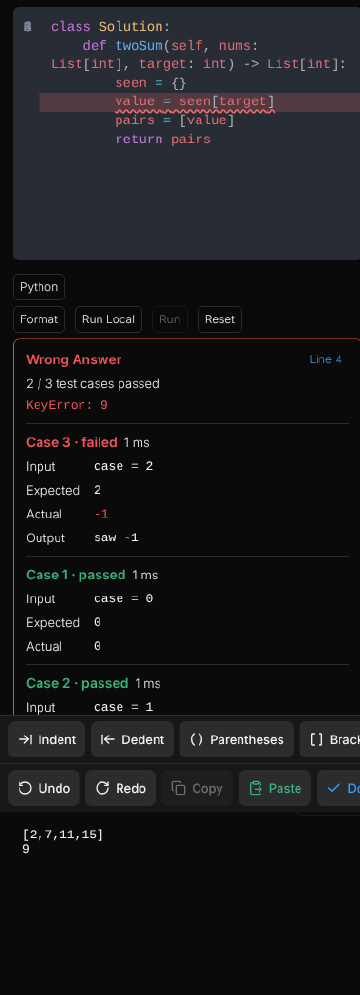 class Solution:
    def twoSum(self, nums:
List[int], target: int) -> List[int]:
        seen = {}
        value = seen[target]
        pairs = [value]
        return pairs
Python
Format Run Local Run Reset
Wrong Answer Line 4
2 / 3 test cases passed
KeyError: 9
Case 3 · failed 1 ms
Input case = 2
Expected 2
Actual -1
Output saw -1
Case 1 · passed 1 ms
Input case = 0
Expected 0
Actual 0
Case 2 · passed 1 ms
Input case = 1
Indent Dedent () Parentheses [] Brack
Undo Redo Copy Paste Do
[2,7,11,15]
9